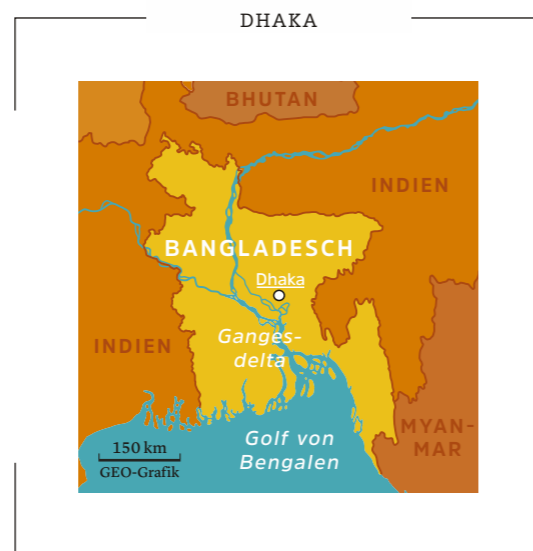 DHAKA
BHUTAN
INDIEN
BANGLADESCH
Dhaka
Ganges-
delta
INDIEN
MYAN-
MAR
Golf von
Bengalen
150 km
GEO-Grafik